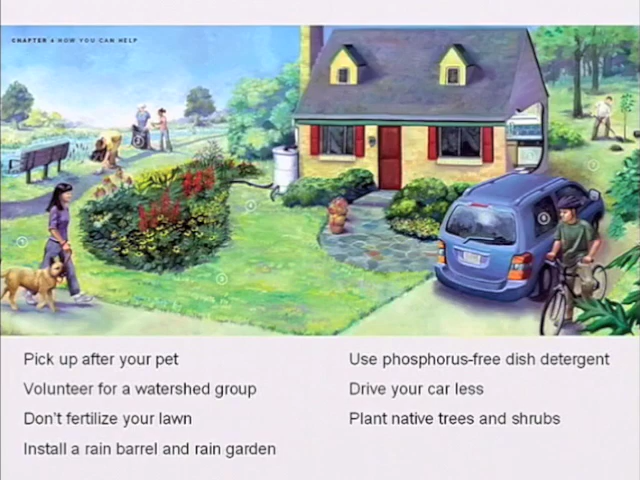 CHAPTER 4 HOW YOU CAN HELP
Pick up after your pet
Volunteer for a watershed group
Don't fertilize your lawn
Install a rain barrel and rain garden
Use phosphorus-free dish detergent
Drive your car less
Plant native trees and shrubs